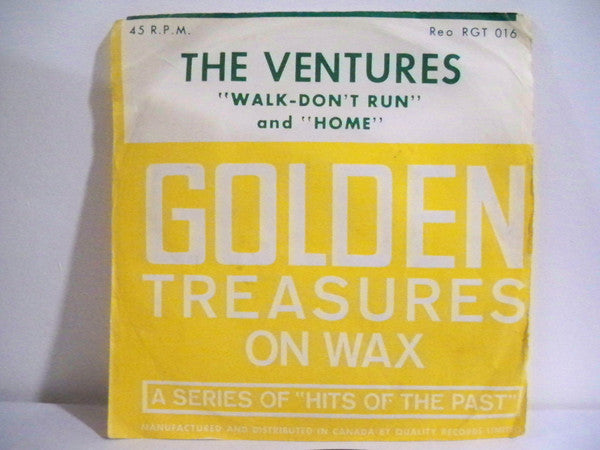 45 R.P.M. Reo RGT 016
THE VENTURES
"WALK-DON'T RUN"
and "HOME"
GOLDEN
TREASURES
ON WAX
A SERIES OF "HITS OF THE PAST"
MANUFACTURED AND DISTRIBUTED IN CANADA BY QUALITY RECORDS LIMITED